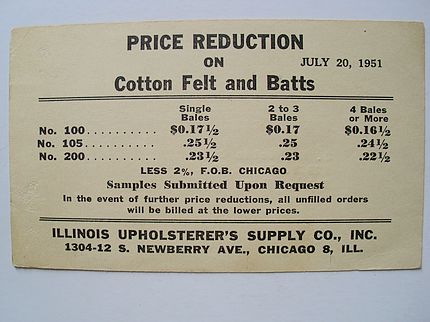 PRICE REDUCTION
ON JULY 20, 1951
Cotton Felt and Batts
Single Bales 2 to 3 Bales 4 Bales or More
No. 100.......... $0.17½ $0.17 $0.16½
No. 105.......... .25½ .25 .24½
No. 200.......... .23½ .23 .22½
LESS 2%, F.O.B. CHICAGO
Samples Submitted Upon Request
In the event of further price reductions, all unfilled orders
will be billed at the lower prices.
ILLINOIS UPHOLSTERER'S SUPPLY CO., INC.
1304-12 S. NEWBERRY AVE., CHICAGO 8, ILL.